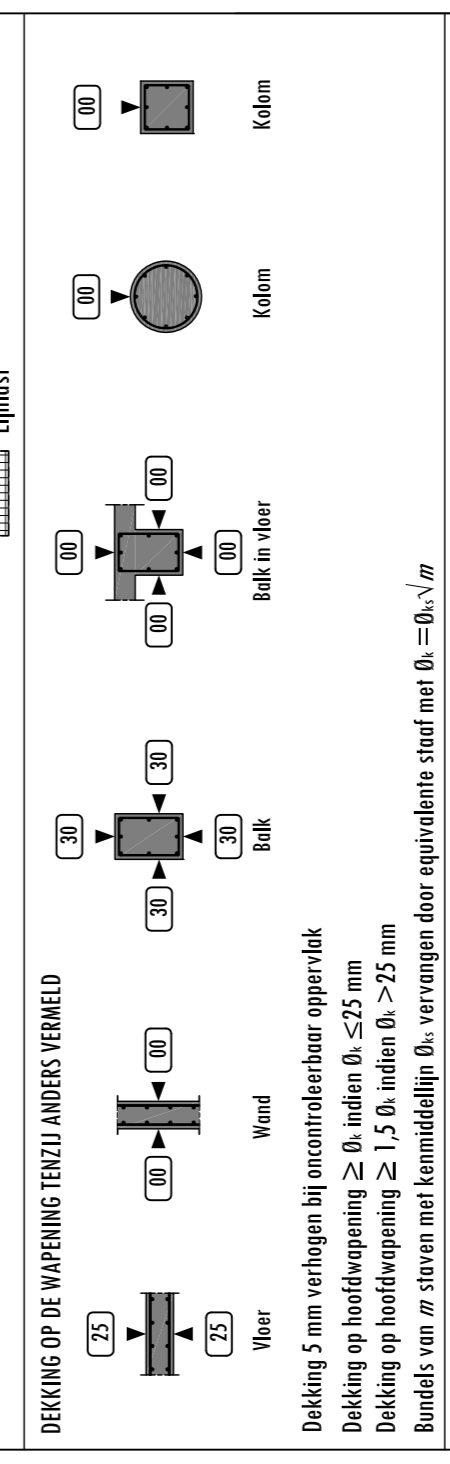 DEKKING OP DE WAPENING TENZIJ ANDERS VERMELD
25
25
Vloer
00
00
Wand
30
30
30
30
Balk
00
00
00
00
Balk in vloer
00
Kolom
00
Kolom
Dekking 5 mm verhogen bij oncontroleerbaar oppervlak
Dekking op hoofdwapening ≥ Øk indien Øk ≤25 mm
Dekking op hoofdwapening ≥ 1,5 Øk indien Øk >25 mm
Bundels van m staven met kenmiddellijn Øks vervangen door equivalente staaf met Øk = Øks√m